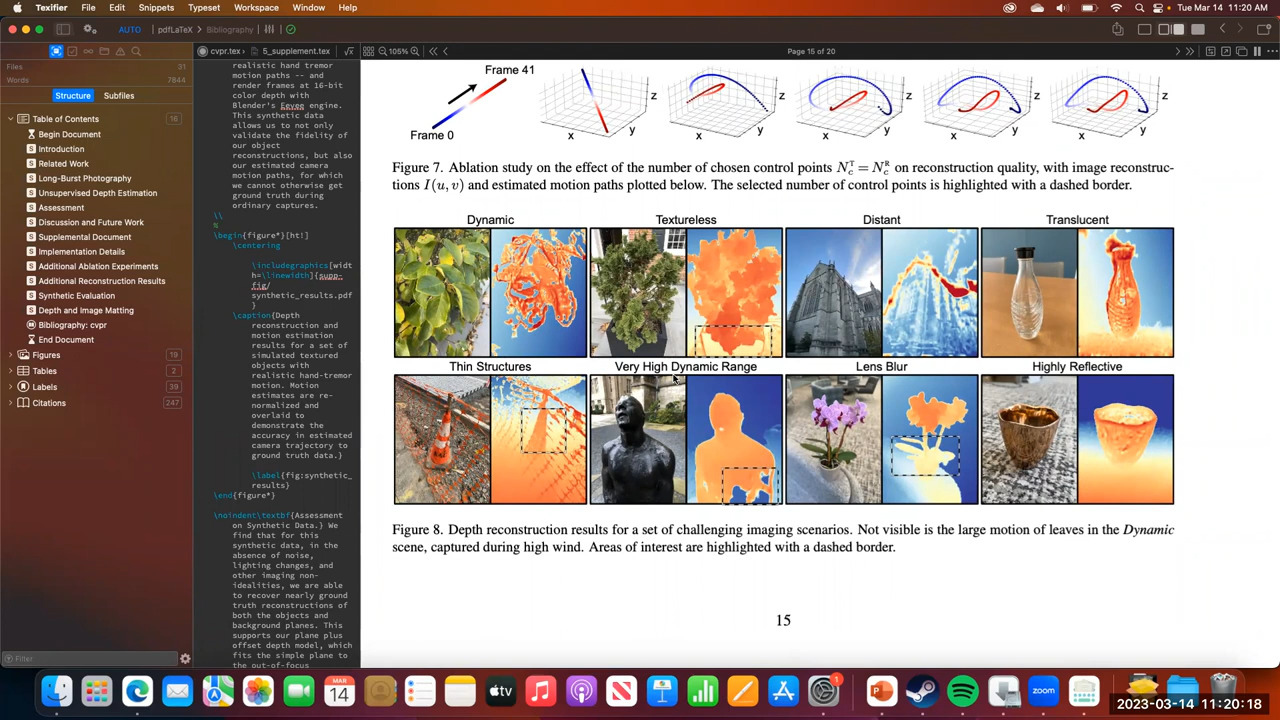 Texifier File Edit Snippets Typeset Workspace Window Help
Tue Mar 14 11:20 AM
AUTO pdfLaTeX › Bibliography
Files 31
Words 7844
Structure Subfiles
Table of Contents 16
Begin Document
Introduction
Related Work
Long-Burst Photography
Unsupervised Depth Estimation
Assessment
Discussion and Future Work
Supplemental Document
Implementation Details
Additional Ablation Experiments
Additional Reconstruction Results
Synthetic Evaluation
Depth and Image Matting
Bibliography: cvpr
End Document
Figures 19
Tables 2
Labels 39
Citations 247
Filter
cvpr.tex › 5_supplement.tex
realistic hand tremor
motion paths -- and
render frames at 16-bit
color depth with
Blender's Eevee engine.
This synthetic data
allows us to not only
validate the fidelity of
our object
reconstructions, but also
our estimated camera
motion paths, for which
we cannot otherwise get
ground truth during
ordinary captures.
\\
%
\begin{figure*}[ht!]
\centering
\includegraphics[widt
h=\linewidth]{supp-
fig/
synthetic_results.pdf
}
\caption{Depth
reconstruction and
motion estimation
results for a set of
simulated textured
objects with
realistic hand-tremor
motion. Motion
estimates are re-
normalized and
overlaid to
demonstrate the
accuracy in estimated
camera trajectory to
ground truth data.}
\label{fig:synthetic_
results}
\end{figure*}
\noindent\textbf{Assessment
on Synthetic Data.} We
find that for this
synthetic data, in the
absence of noise,
lighting changes, and
other imaging non-
idealities, we are able
to recover nearly ground
truth reconstructions of
both the objects and
background planes. This
supports our plane plus
offset depth model, which
fits the simple plane to
the out-of-focus
105%
Page 15 of 20
Frame 41
Frame 0
x y z x y z x y z x y z x y z
Figure 7. Ablation study on the effect of the number of chosen control points N_c^T = N_c^R on reconstruction quality, with image reconstruc-
tions I(u, v) and estimated motion paths plotted below. The selected number of control points is highlighted with a dashed border.
Dynamic Textureless Distant Translucent
Thin Structures Very High Dynamic Range Lens Blur Highly Reflective
Figure 8. Depth reconstruction results for a set of challenging imaging scenarios. Not visible is the large motion of leaves in the Dynamic
scene, captured during high wind. Areas of interest are highlighted with a dashed border.
15
MAR
14
tv
zoom
1
2023-03-14 11:20:18